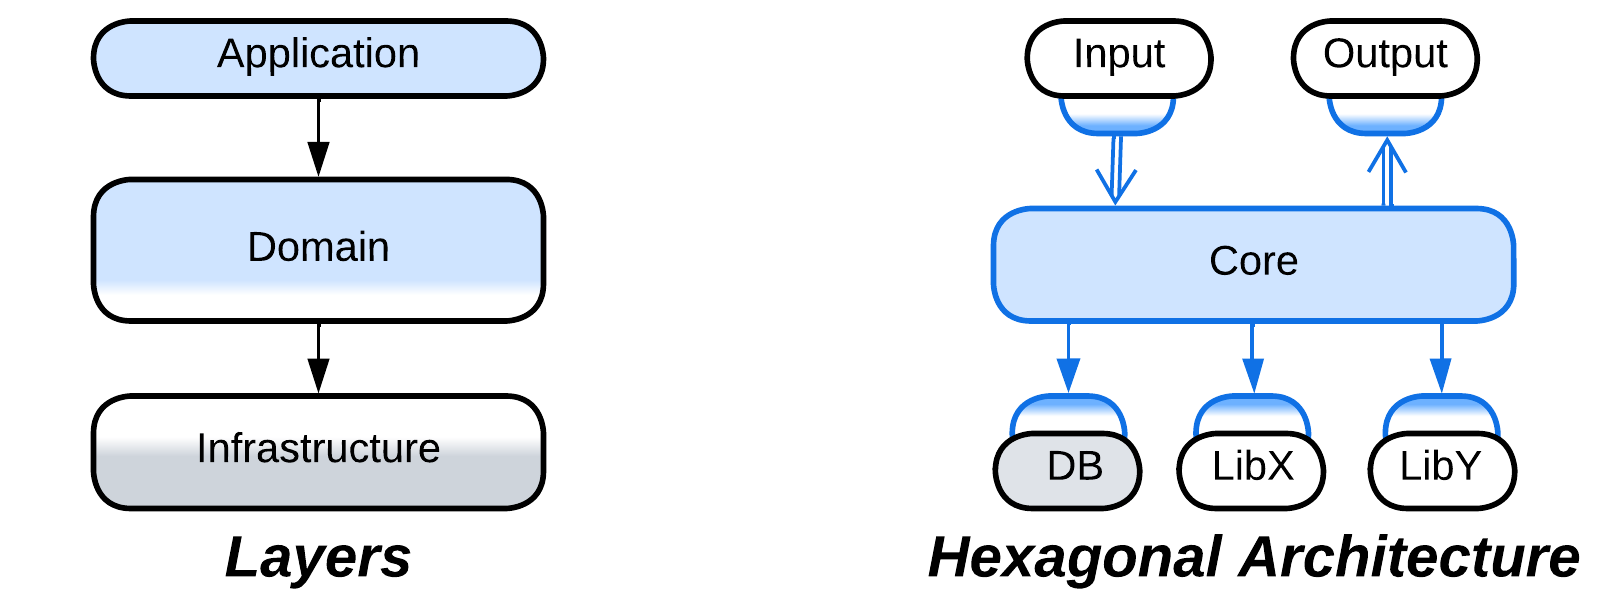 Application
Domain
Infrastructure
Layers
Input
Output
Core
DB
LibX
LibY
Hexagonal Architecture